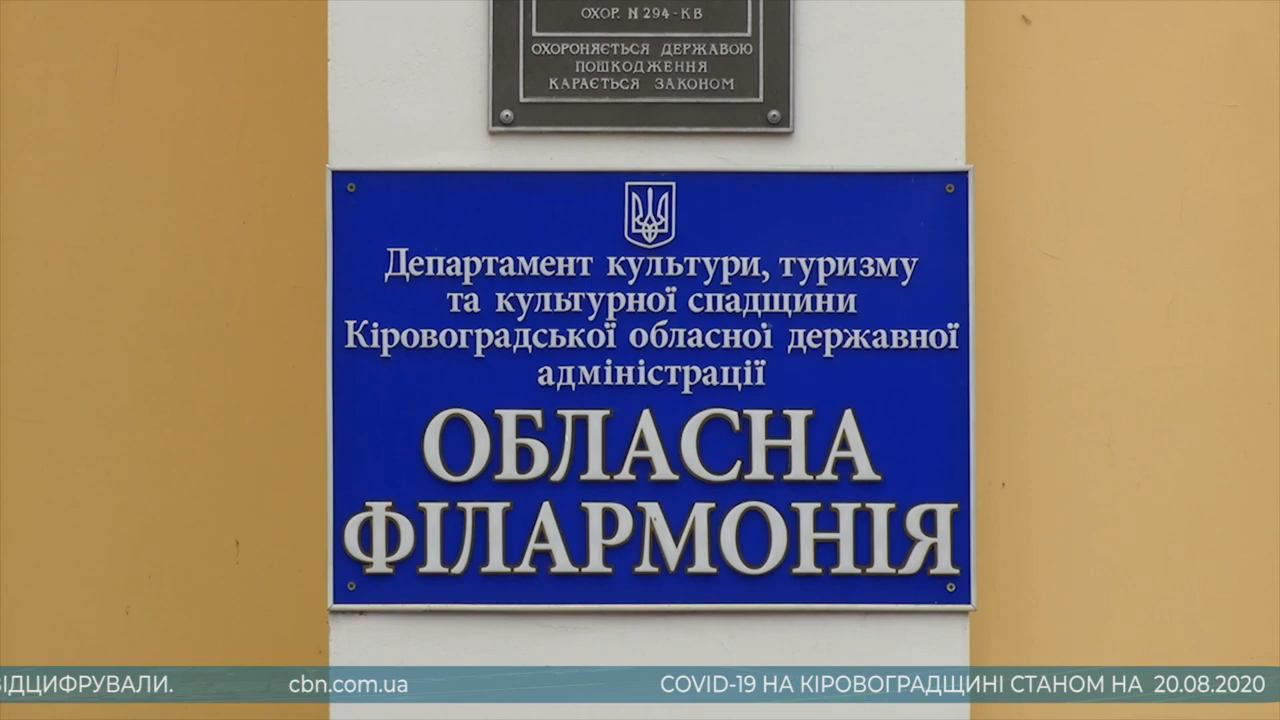 ОХОР. N 294-КВ
ОХОРОНЯЄТЬСЯ ДЕРЖАВОЮ
ПОШКОДЖЕННЯ
КАРАЄТЬСЯ ЗАКОНОМ
Департамент культури, туризму
та культурної спадщини
Кіровоградської обласної державної
адміністрації
ОБЛАСНА
ФІЛАРМОНІЯ
ВІДЦИФРУВАЛИ. cbn.com.ua COVID-19 НА КІРОВОГРАДЩИНІ СТАНОМ НА 20.08.2020